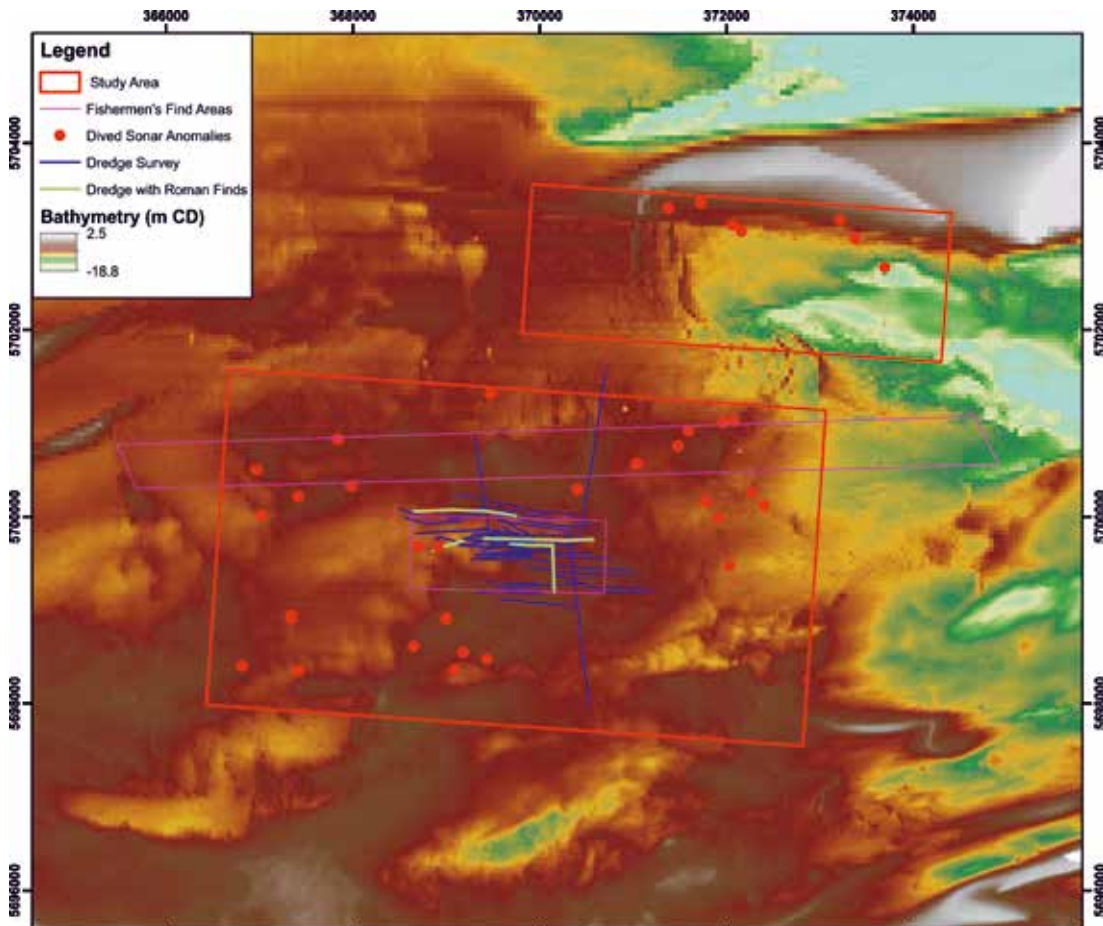 366000 368000 370000 372000 374000
Legend
Study Area
Fishermen's Find Areas
Dived Sonar Anomalies
Dredge Survey
Dredge with Roman Finds
Bathymetry (m CD)
2.5
-18.8
5704000 5704000
5702000 5702000
5700000 5700000
5698000 5698000
5696000 5696000